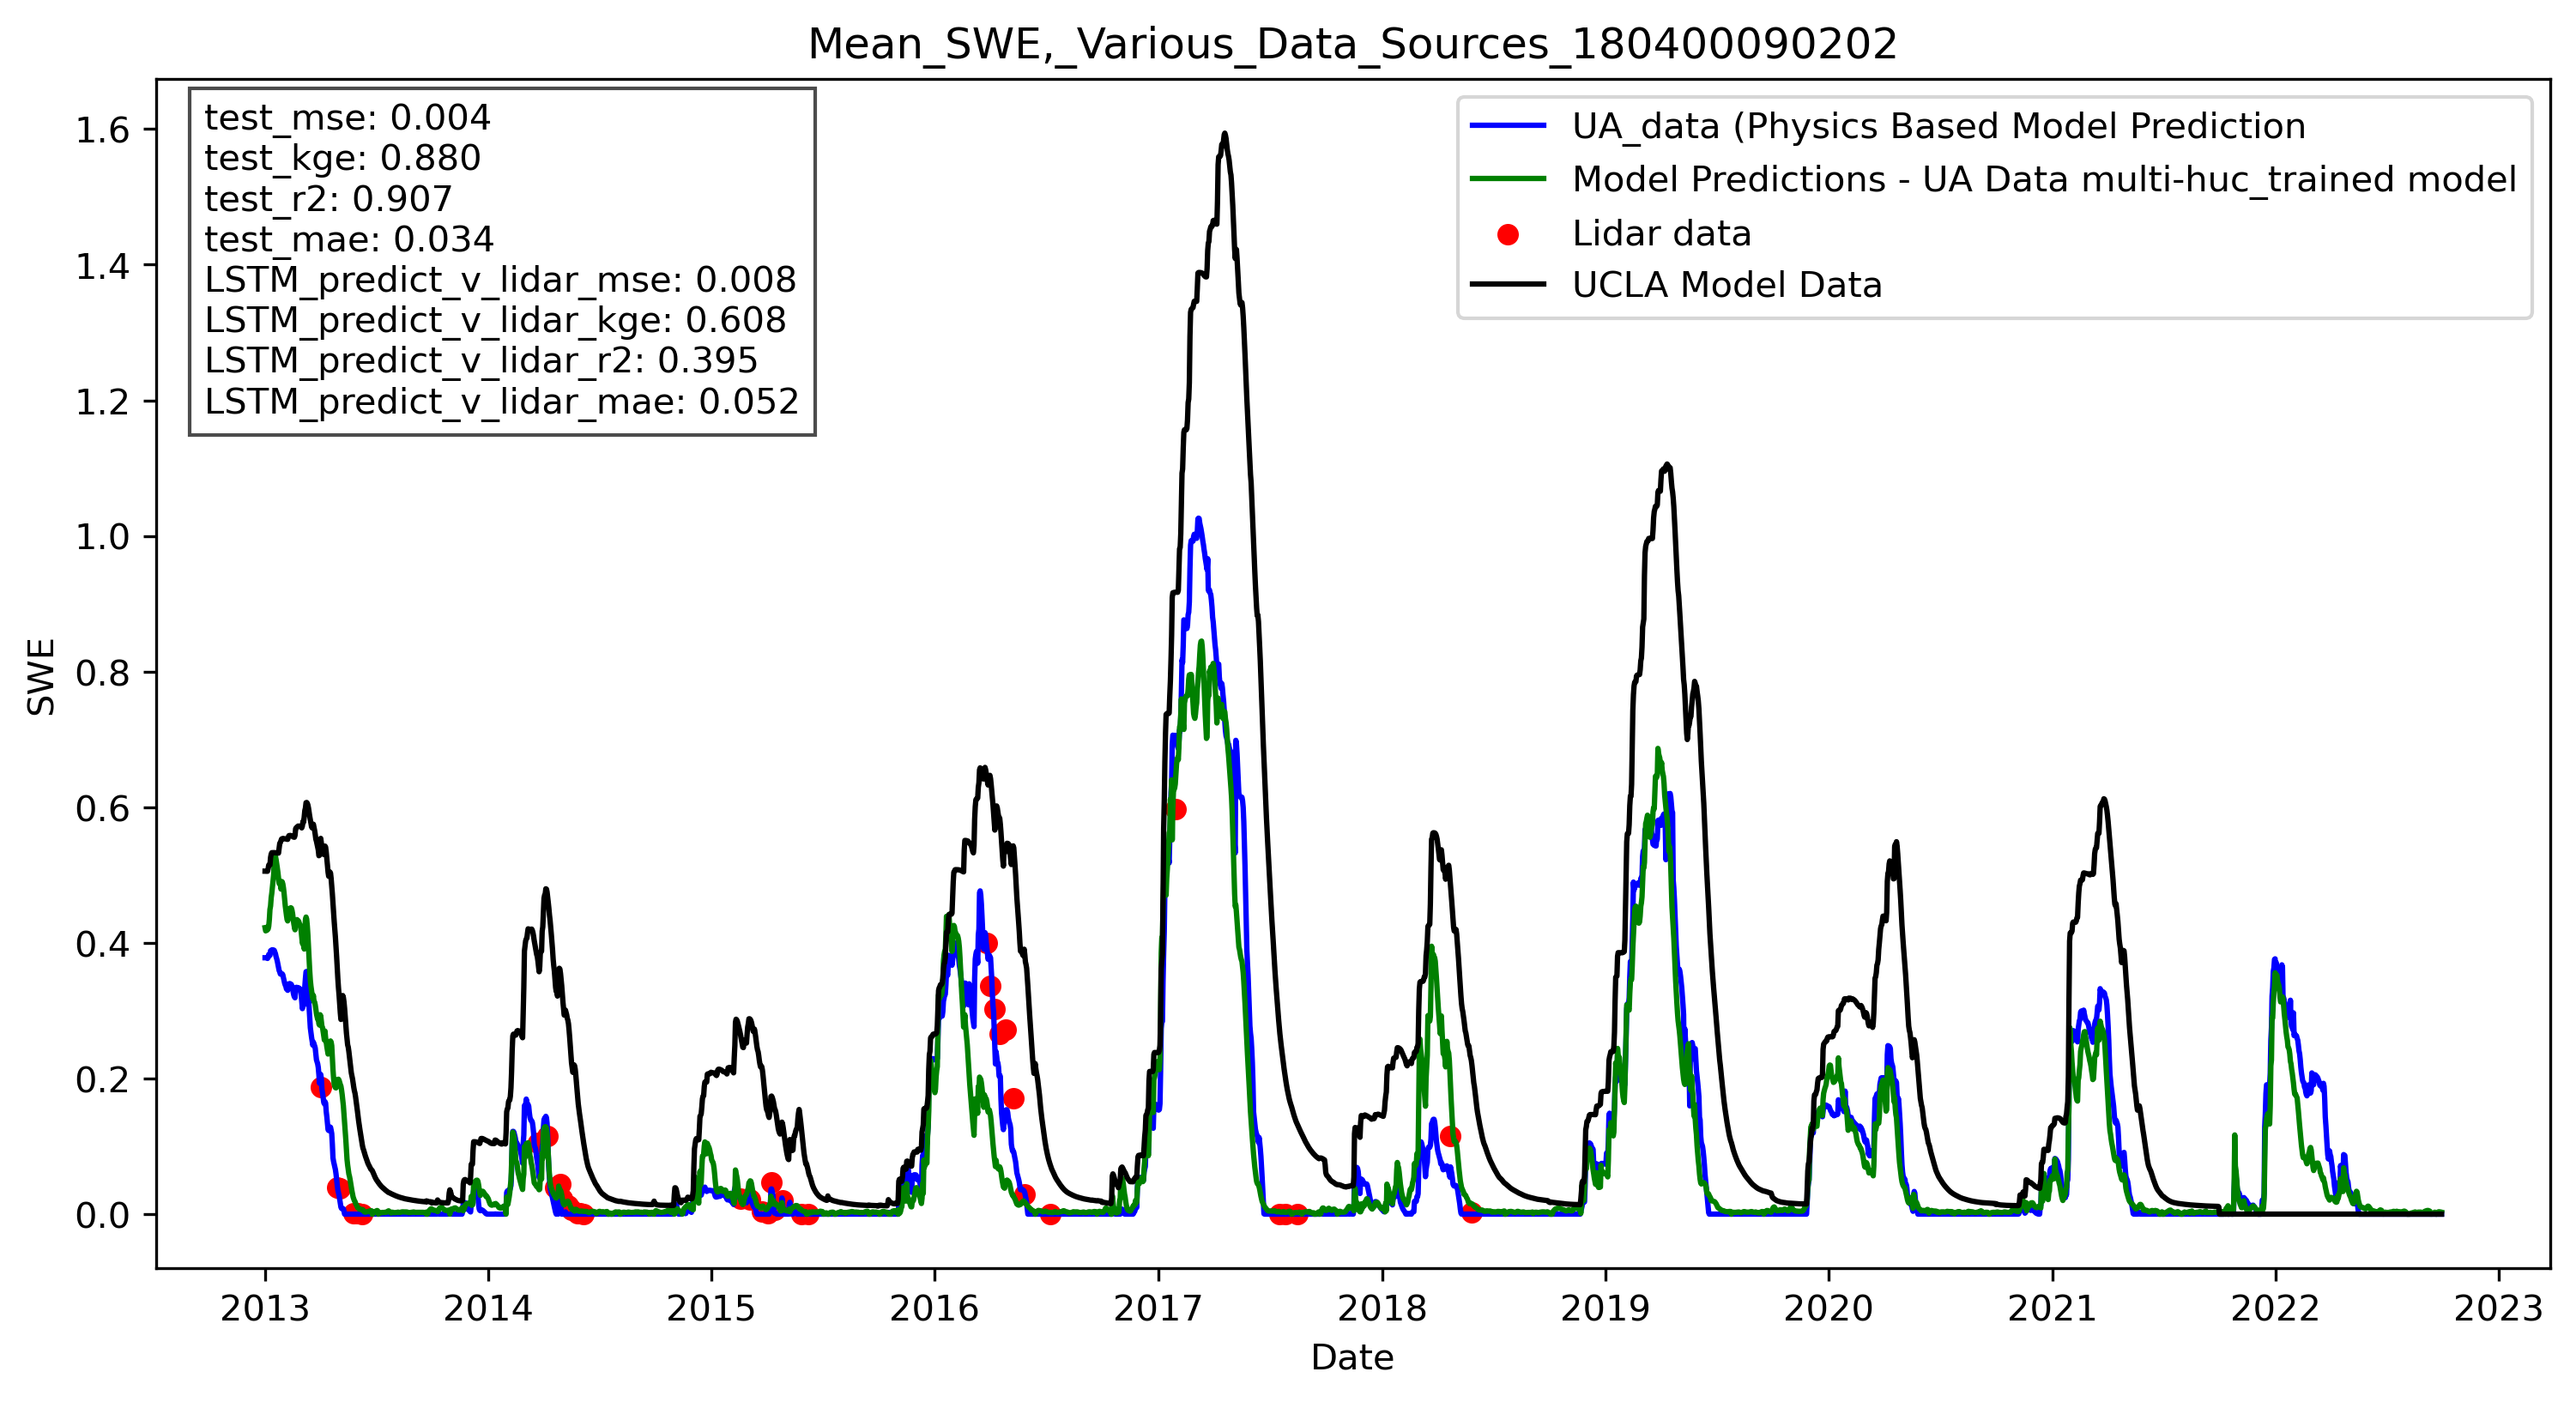 Mean_SWE,_Various_Data_Sources_180400090202
test_mse: 0.004
test_kge: 0.880
test_r2: 0.907
test_mae: 0.034
LSTM_predict_v_lidar_mse: 0.008
LSTM_predict_v_lidar_kge: 0.608
LSTM_predict_v_lidar_r2: 0.395
LSTM_predict_v_lidar_mae: 0.052
UA_data (Physics Based Model Prediction
Model Predictions - UA Data multi-huc_trained model
Lidar data
UCLA Model Data
1.6
1.4
1.2
1.0
0.8
0.6
0.4
0.2
0.0
SWE
2013 2014 2015 2016 2017 2018 2019 2020 2021 2022 2023
Date